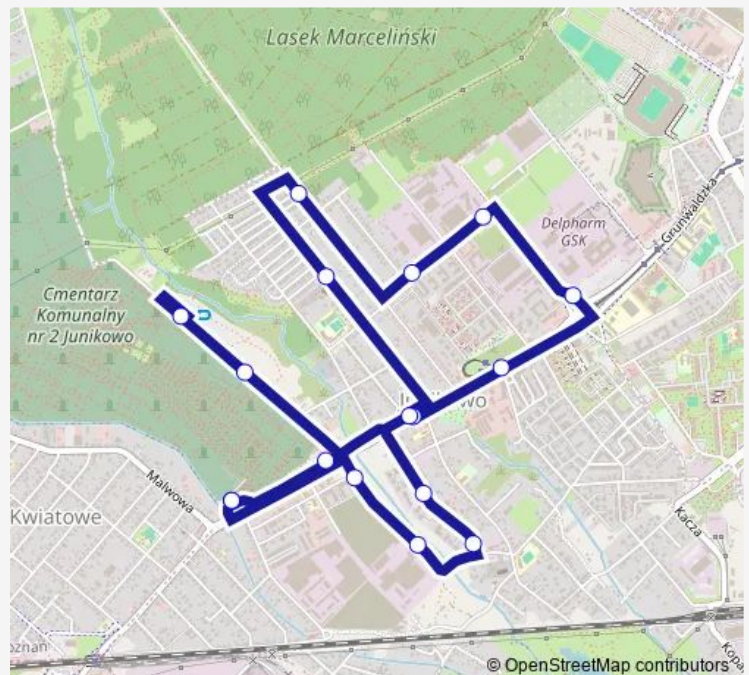 Lasek Marceliński
Delpharm
GSK
Grunwaldzka
Cmentarz
Komunalny
nr 2 Junikowo
Malwowa
Kwiatowe
Kacza
© OpenStreetMap contributors